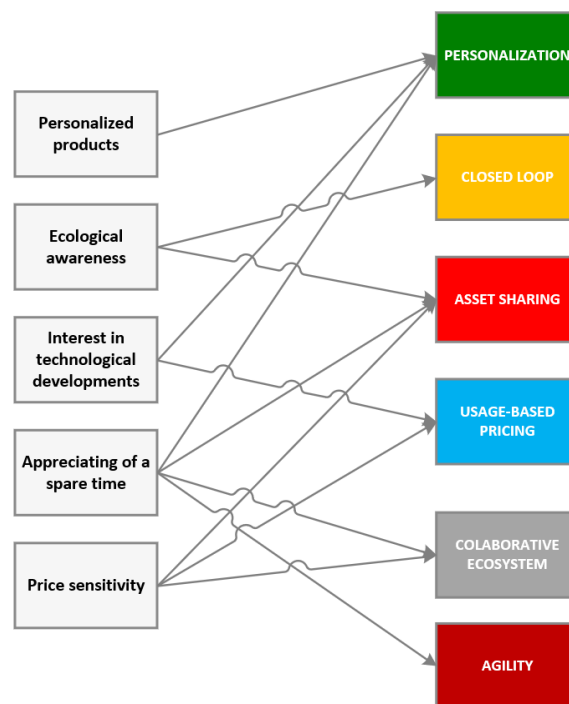 Personalized
products
Ecological
awareness
Interest in
technological
developments
Appreciating of a
spare time
Price sensitivity
PERSONALIZATION
CLOSED LOOP
ASSET SHARING
USAGE-BASED
PRICING
COLABORATIVE
ECOSYSTEM
AGILITY